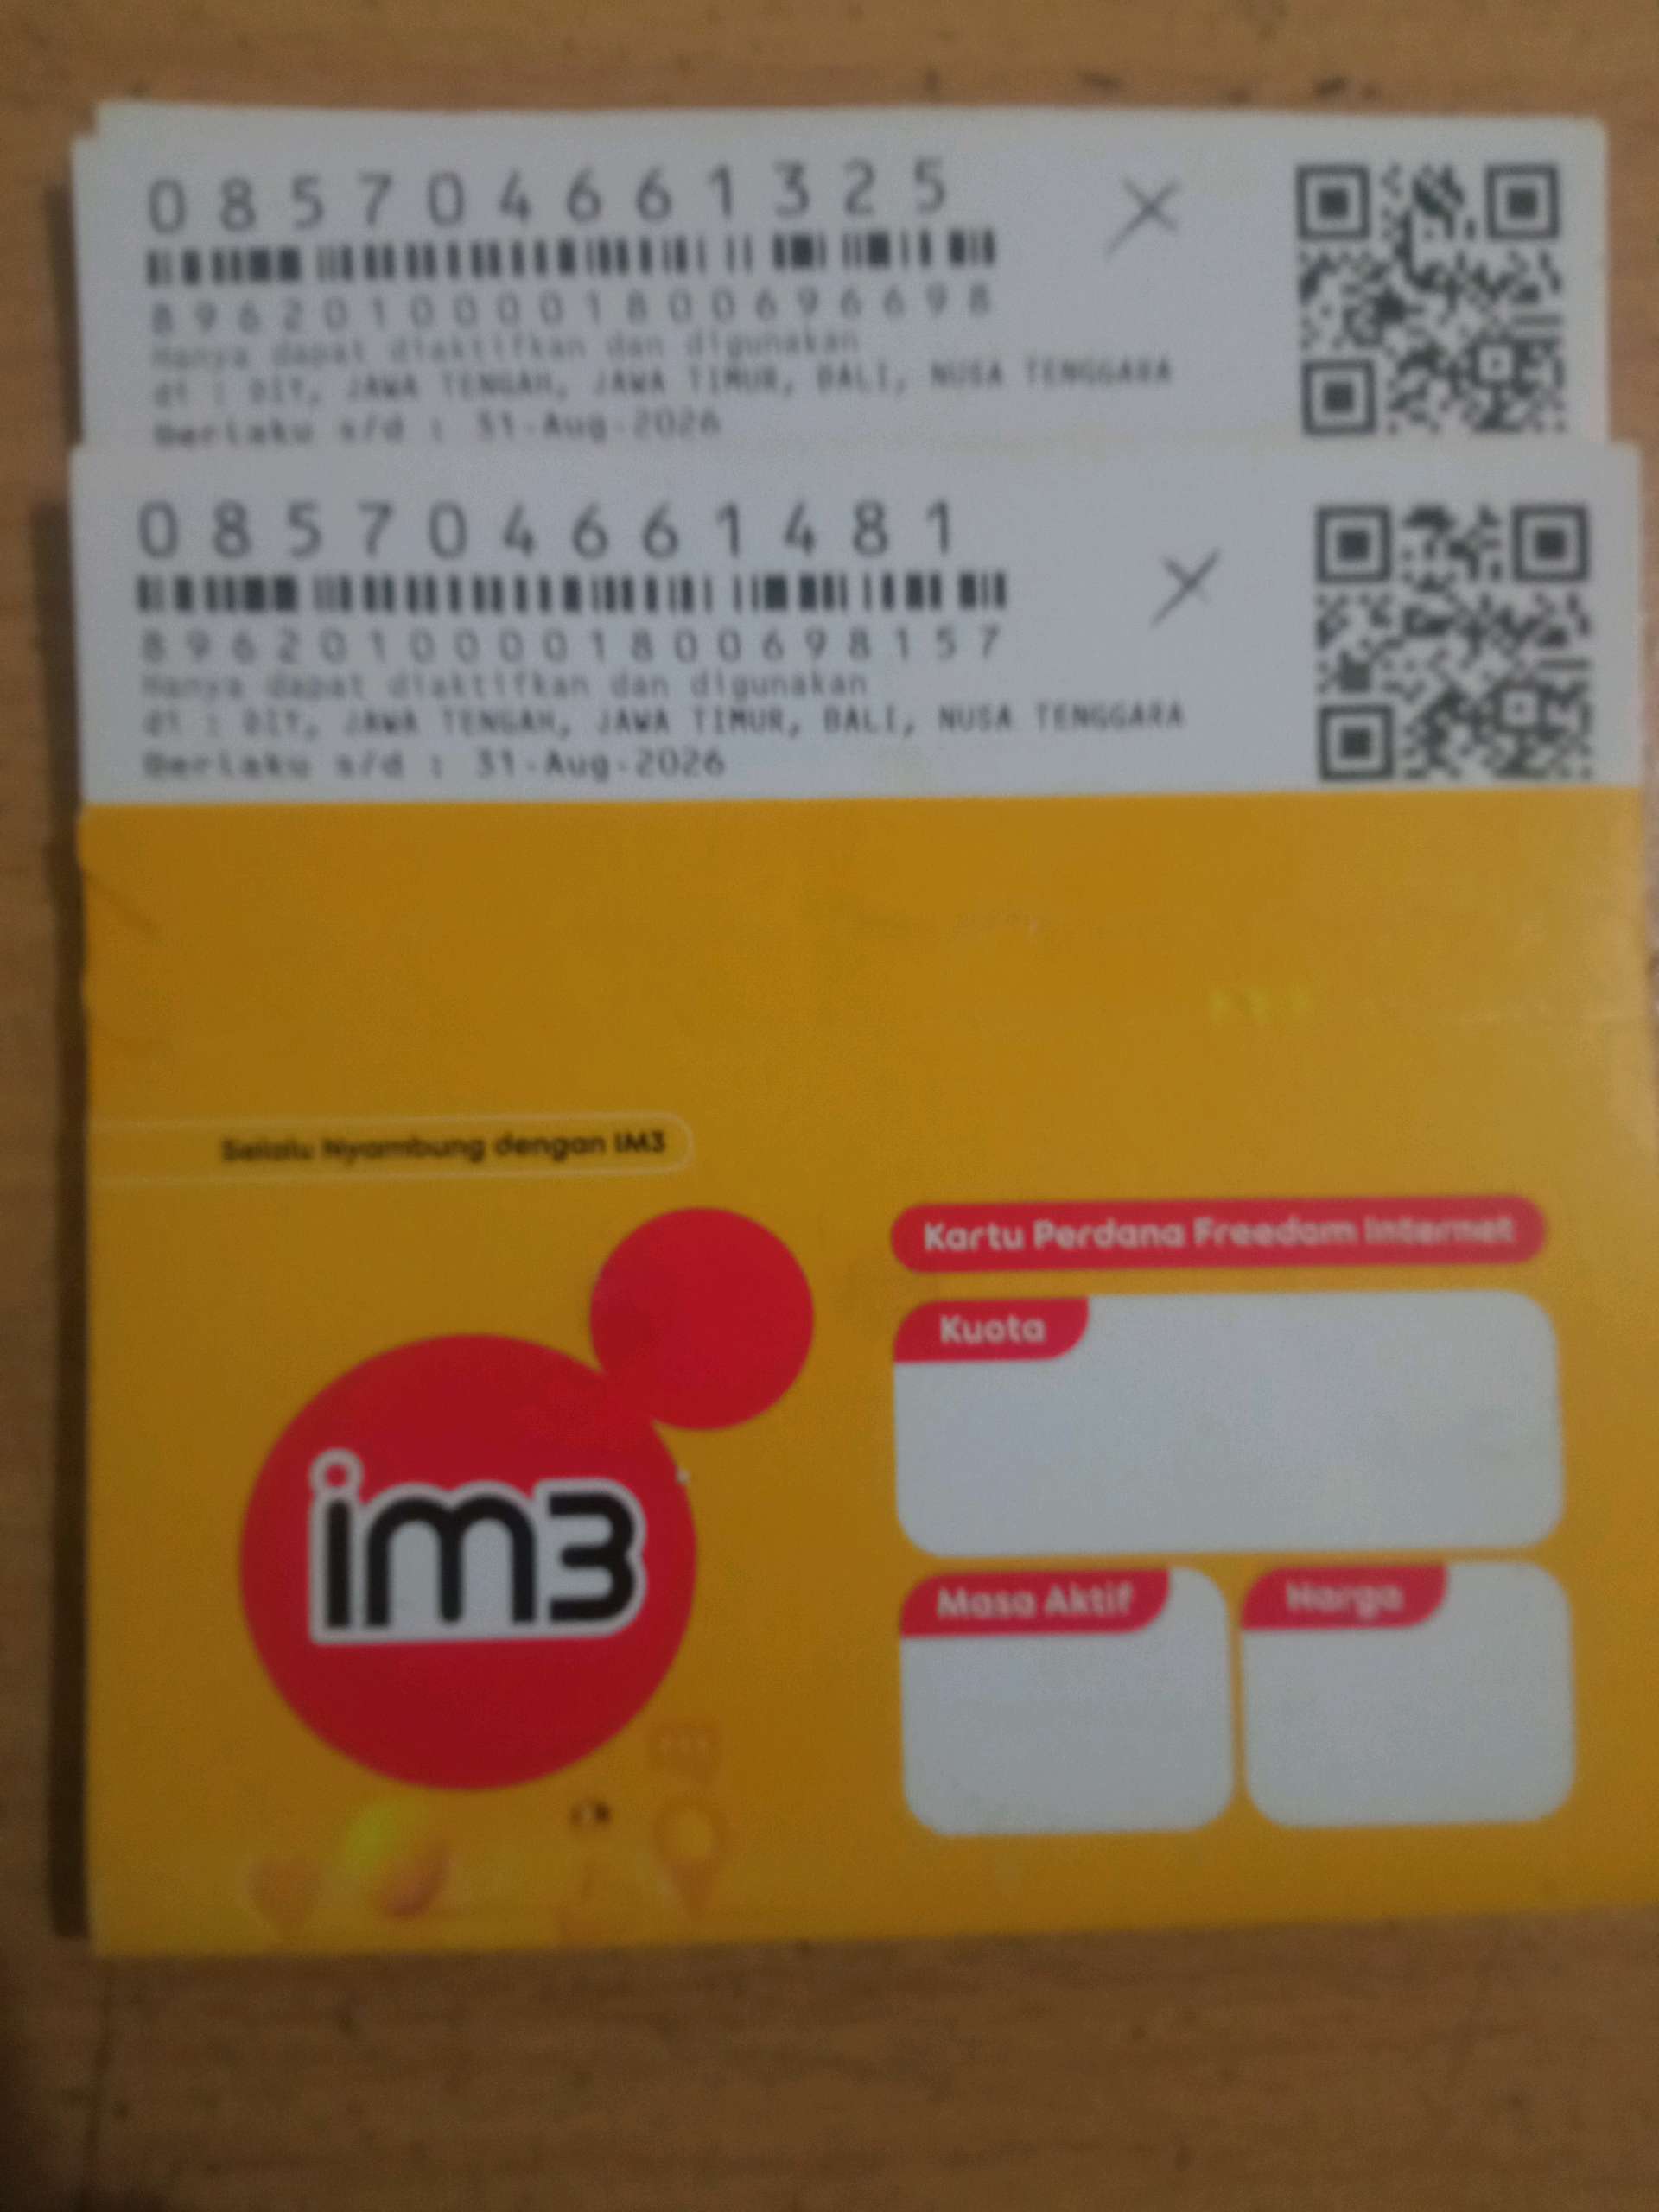 085704661325
89620100001800696698
Hanya dapat diaktifkan dan digunakan
di : DIY, JAWA TENGAH, JAWA TIMUR, BALI, NUSA TENGGARA
Berlaku s/d : 31-Aug-2026
085704661481
89620100001800698157
Hanya dapat diaktifkan dan digunakan
di : DIY, JAWA TENGAH, JAWA TIMUR, BALI, NUSA TENGGARA
Berlaku s/d : 31-Aug-2026
Selalu Nyambung dengan IM3
im3
Kartu Perdana Freedom Internet
Kuota
Masa Aktif
Harga